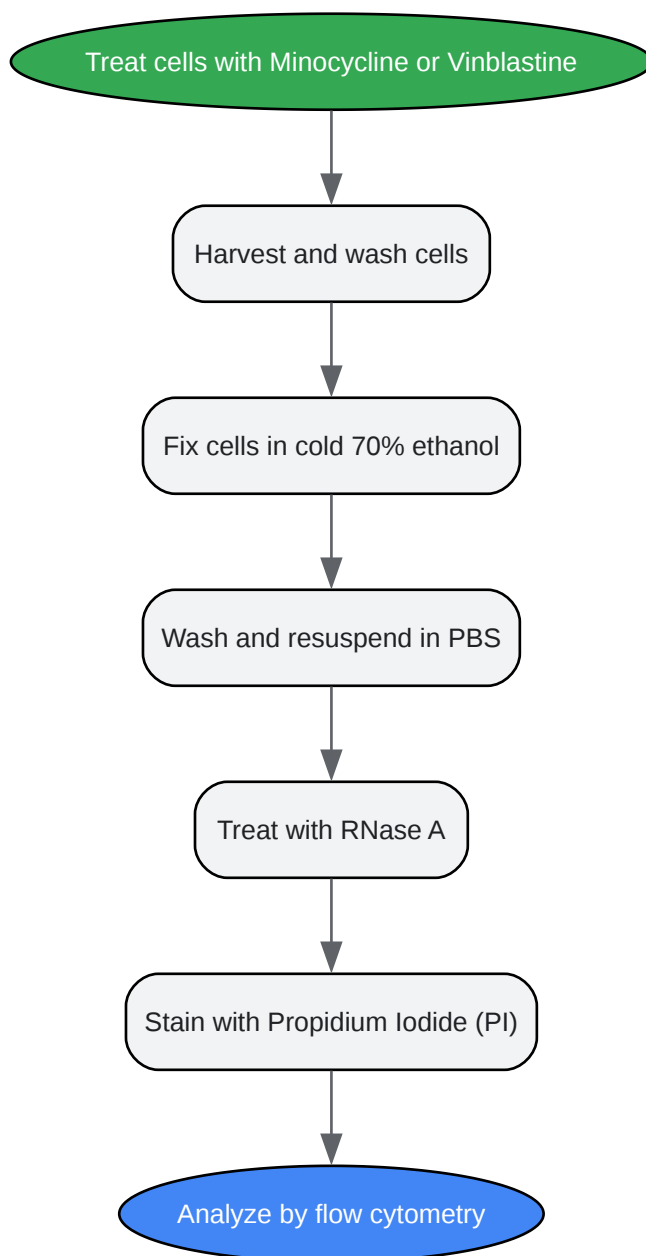 Treat cells with Minocycline or Vinblastine
Harvest and wash cells
Fix cells in cold 70% ethanol
Wash and resuspend in PBS
Treat with RNase A
Stain with Propidium Iodide (PI)
Analyze by flow cytometry